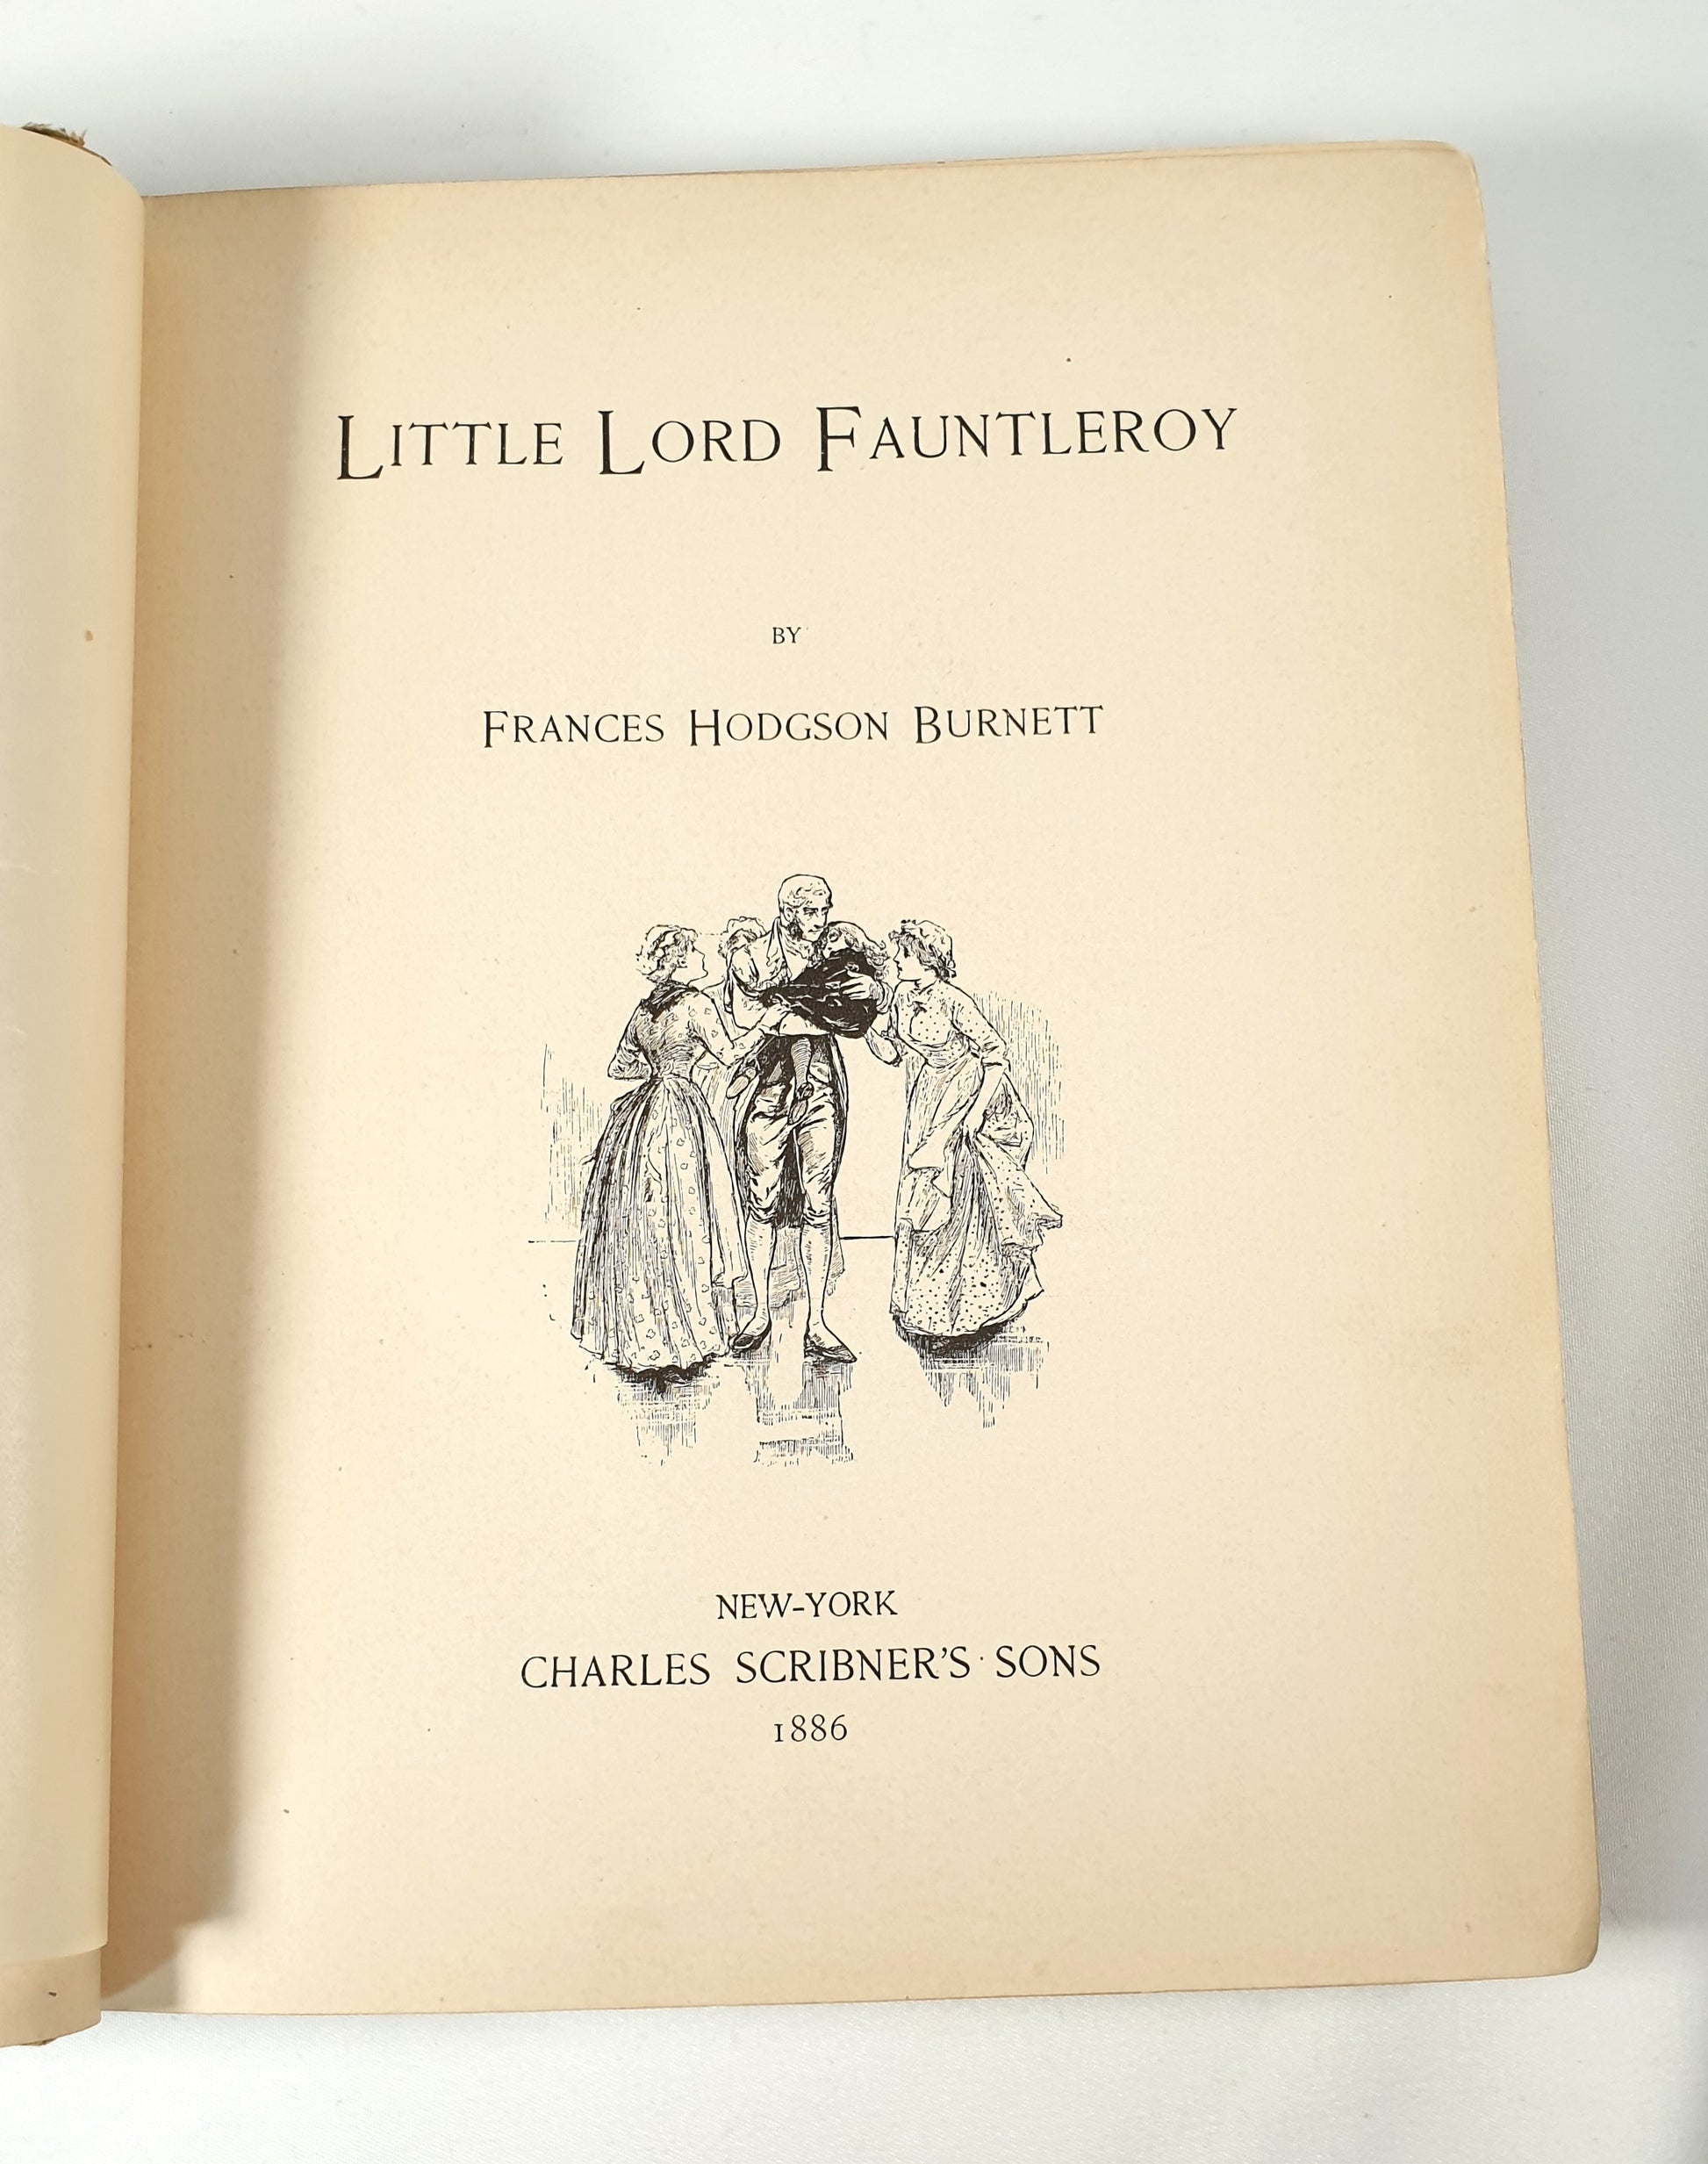 LITTLE LORD FAUNTLEROY
BY
FRANCES HODGSON BURNETT
NEW-YORK
CHARLES SCRIBNER'S SONS
1886